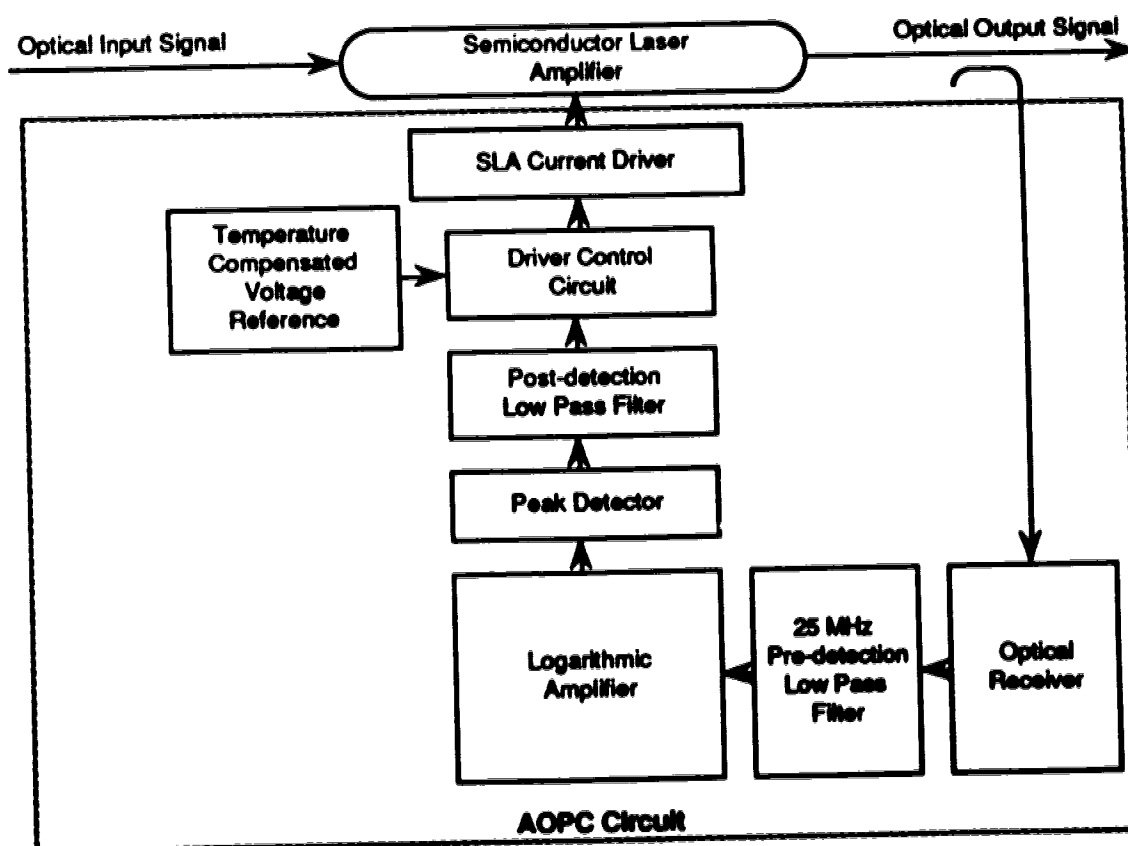 Optical Input Signal
Semiconductor Laser
Amplifier
Optical Output Signal
SLA Current Driver
Temperature
Compensated
Voltage
Reference
Driver Control
Circuit
Post-detection
Low Pass Filter
Peak Detector
Logarithmic
Amplifier
25 MHz
Pre-detection
Low Pass
Filter
Optical
Receiver
AOPC Circuit